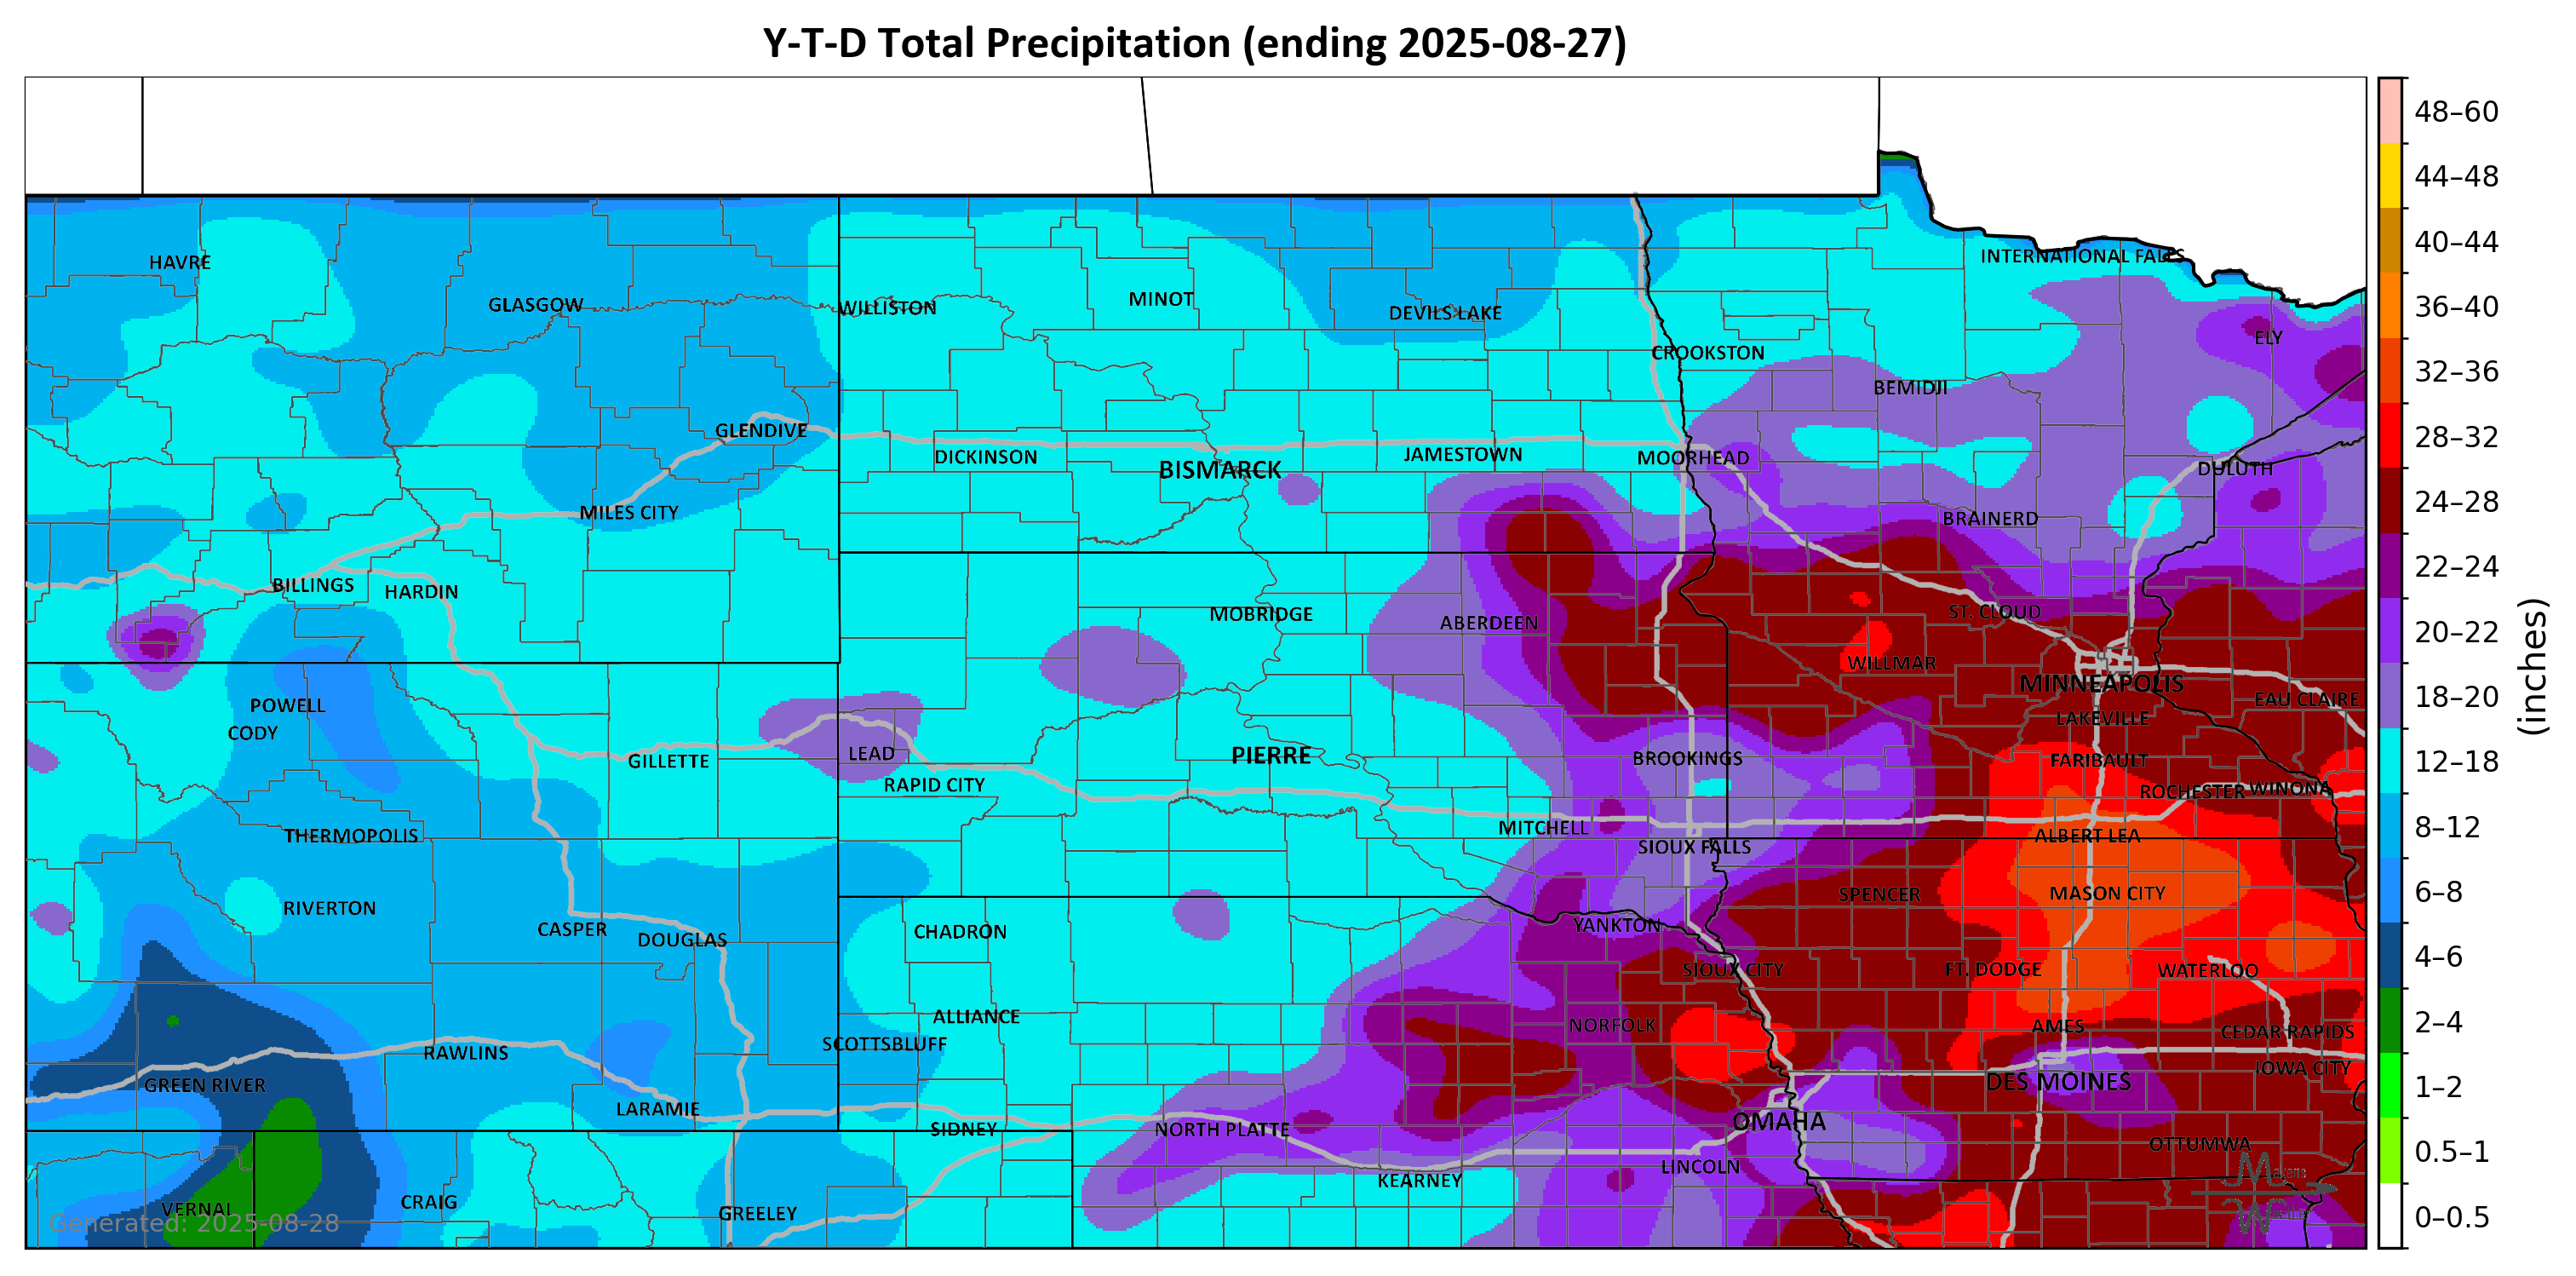 Y-T-D Total Precipitation (ending 2025-08-27)
48–60
44–48
40–44
36–40
32–36
28–32
24–28
22–24
20–22
18–20
12–18
8–12
6–8
4–6
2–4
1–2
0.5–1
0–0.5
(inches)
INTERNATIONAL FALLS
HAVRE
GLASGOW
WILLISTON
MINOT
DEVILS LAKE
ELY
CROOKSTON
BEMIDJI
GLENDIVE
DICKINSON
BISMARCK
JAMESTOWN
MOORHEAD
DULUTH
MILES CITY
BRAINERD
BILLINGS
HARDIN
MOBRIDGE
ABERDEEN
ST. CLOUD
WILLMAR
MINNEAPOLIS
EAU CLAIRE
POWELL
CODY
LAKEVILLE
GILLETTE
LEAD
RAPID CITY
PIERRE
BROOKINGS
FARIBAULT
ROCHESTER
WINONA
THERMOPOLIS
MITCHELL
SIOUX FALLS
ALBERT LEA
RIVERTON
CASPER
DOUGLAS
CHADRON
YANKTON
SPENCER
MASON CITY
SIOUX CITY
FT. DODGE
WATERLOO
ALLIANCE
SCOTTSBLUFF
NORFOLK
AMES
CEDAR RAPIDS
RAWLINS
GREEN RIVER
DES MOINES
IOWA CITY
LARAMIE
SIDNEY
NORTH PLATTE
OMAHA
OTTUMWA
LINCOLN
KEARNEY
CRAIG
VERNAL
GREELEY
Generated: 2025-08-28